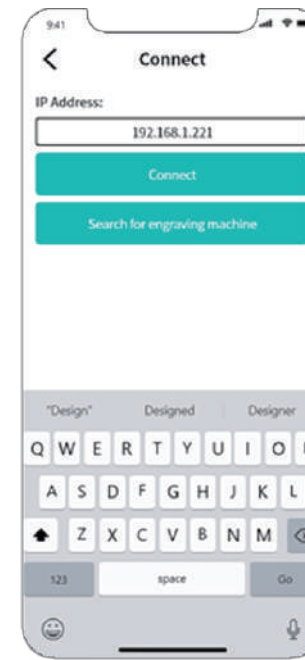 9:41
Connect
IP Address:
192.168.1.221
Connect
Search for engraving machine
"Design" Designed Designer
Q W E R T Y U I O
A S D F G H J K L
Z X C V B N M
123 space Go